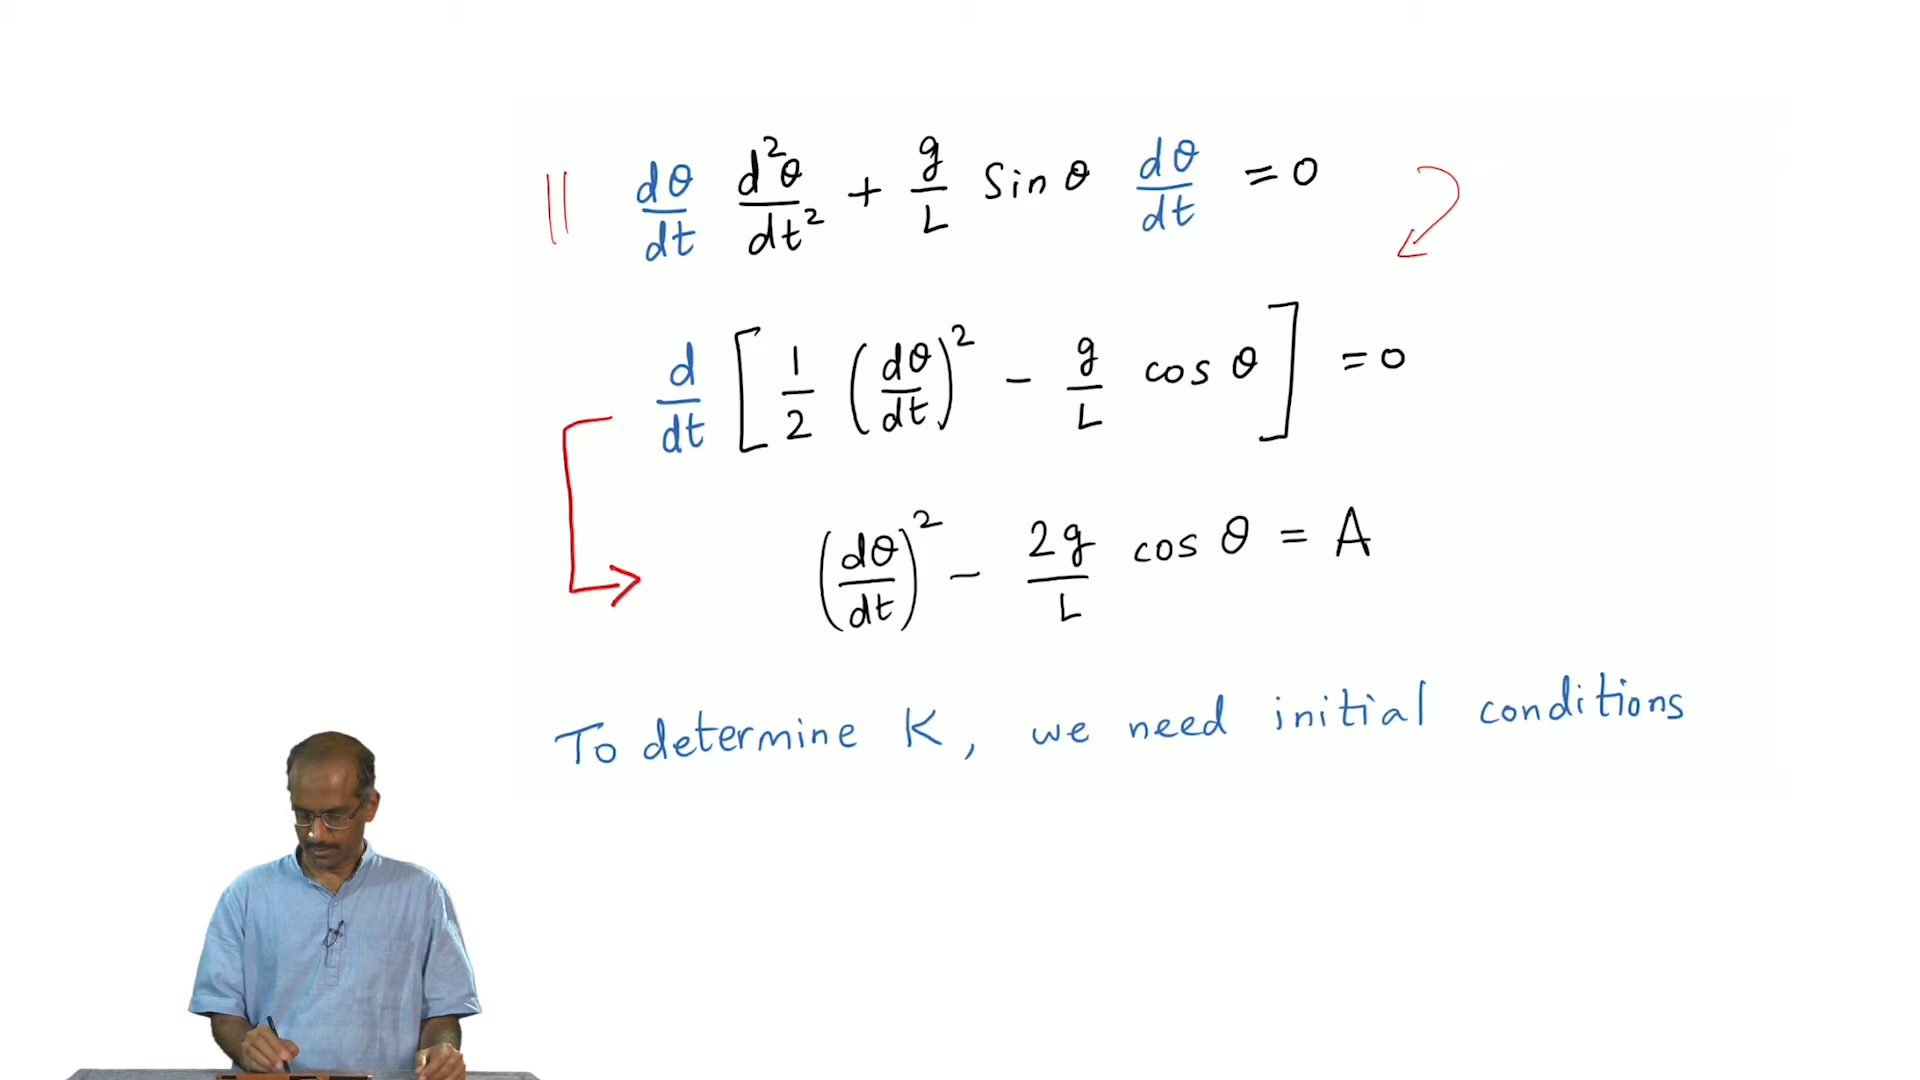 dθ/dt d²θ/dt² + g/L Sin θ dθ/dt = 0
d/dt [ 1/2 (dθ/dt)² − g/L cos θ ] = 0
(dθ/dt)² − 2g/L cos θ = A
To determine K, we need initial conditions